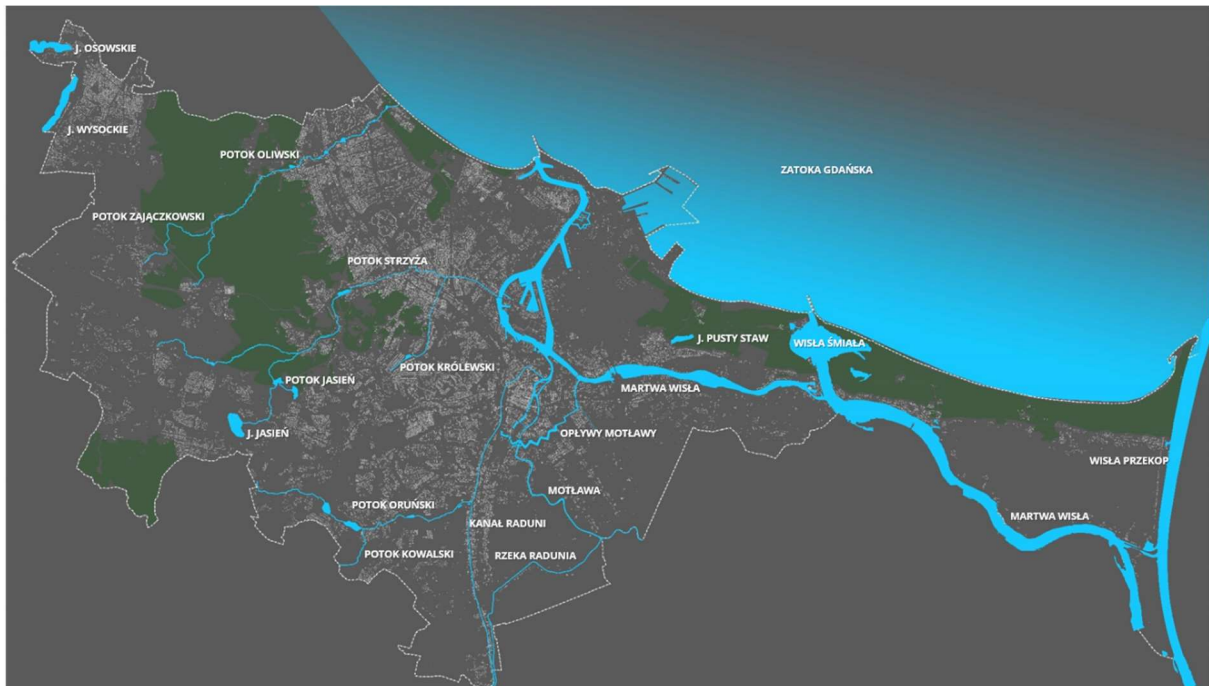 J. OSOWSKIE
J. WYSOCKIE
POTOK OLIWSKI
ZATOKA GDAŃSKA
POTOK ZAJĄCZKOWSKI
POTOK STRZYŻA
J. PUSTY STAW
WISŁA ŚMIAŁA
POTOK KRÓLEWSKI
POTOK JASIEŃ
MARTWA WISŁA
J. JASIEŃ
OPŁYWY MOTŁAWY
WISŁA PRZEKOP
MOTŁAWA
POTOK ORUŃSKI
MARTWA WISŁA
KANAŁ RADUNI
POTOK KOWALSKI
RZEKA RADUNIA